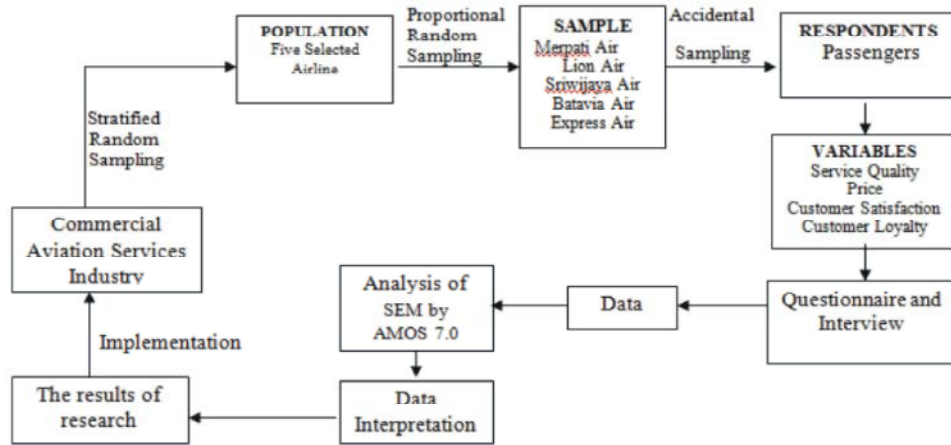 POPULATION
Five Selected
Airline
Proportional
Random
Sampling
SAMPLE
Merpati Air
Lion Air
Sriwijaya Air
Batavia Air
Express Air
Accidental
Sampling
RESPONDENTS
Passengers
Stratified
Random
Sampling
VARIABLES
Service Quality
Price
Customer Satisfaction
Customer Loyalty
Commercial
Aviation Services
Industry
Analysis of
SEM by
AMOS 7.0
Data
Questionnaire and
Interview
Implementation
The results of
research
Data
Interpretation